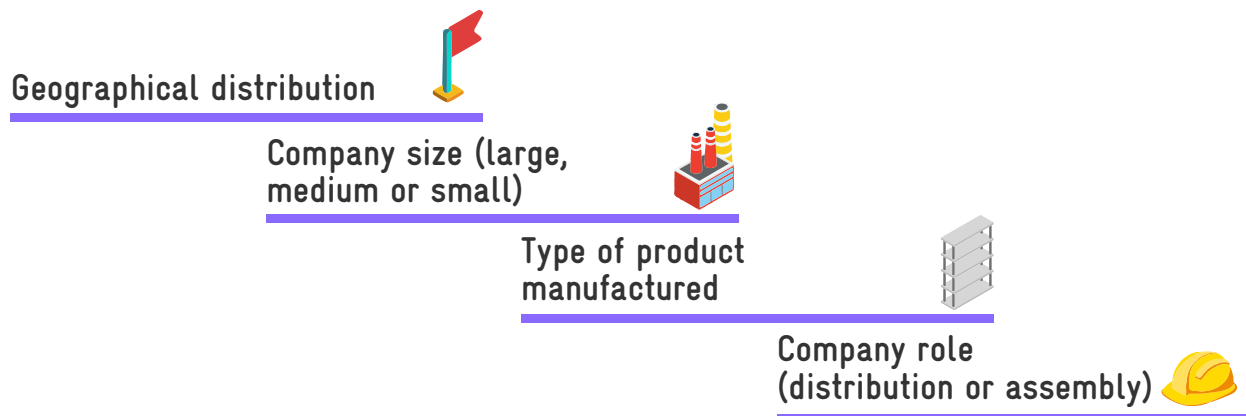 Geographical distribution
Company size (large,
medium or small)
Type of product
manufactured
Company role
(distribution or assembly)